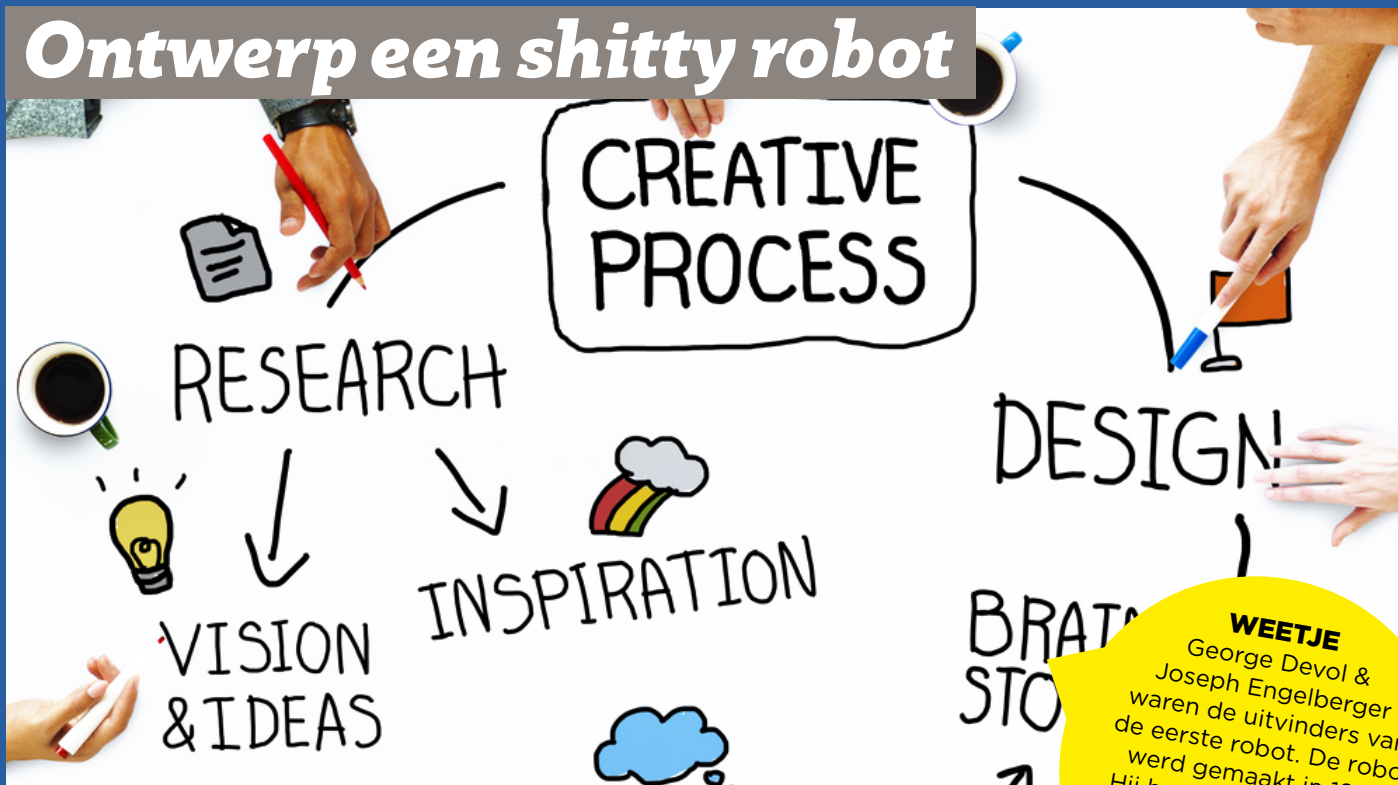 Ontwerp een shitty robot
CREATIVE
PROCESS
RESEARCH
DESIGN
INSPIRATION
VISION
& IDEAS
WEETJE
George Devol &
Joseph Engelberger
waren de uitvinders
de eerste robot. De
werd gemaakt in